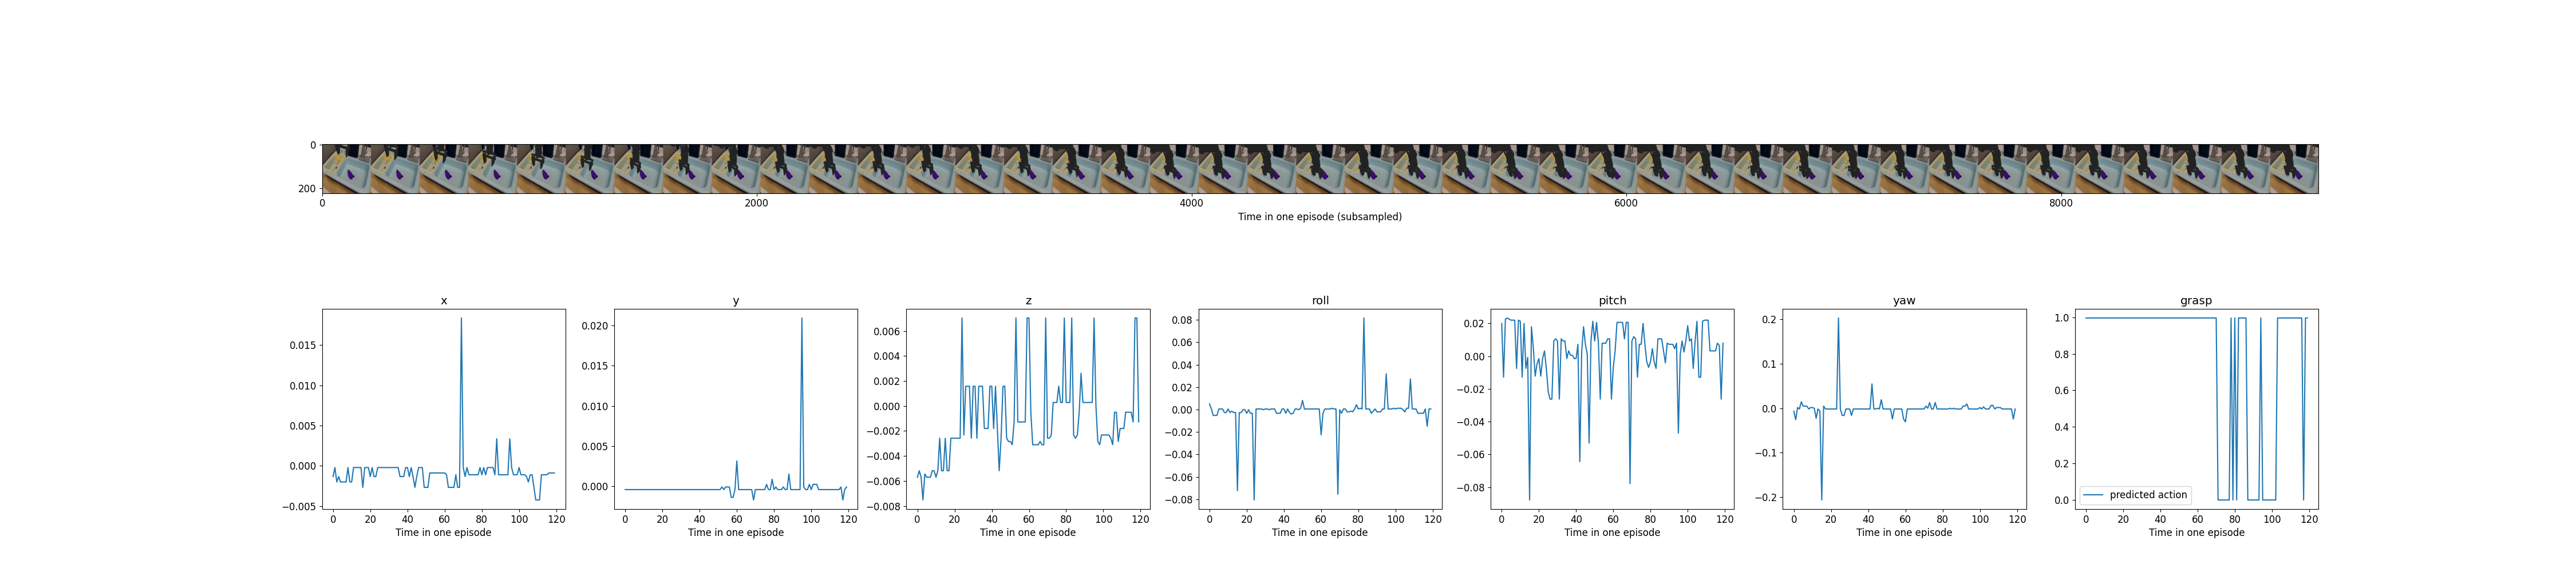 0
200
0 2000 4000 6000 8000
Time in one episode (subsampled)
x
0.015
0.010
0.005
0.000
−0.005
0 20 40 60 80 100 120
Time in one episode
y
0.020
0.015
0.010
0.005
0.000
0 20 40 60 80 100 120
Time in one episode
z
0.006
0.004
0.002
0.000
−0.002
−0.004
−0.006
−0.008
0 20 40 60 80 100 120
Time in one episode
roll
0.08
0.06
0.04
0.02
0.00
−0.02
−0.04
−0.06
−0.08
0 20 40 60 80 100 120
Time in one episode
pitch
0.02
0.00
−0.02
−0.04
−0.06
−0.08
0 20 40 60 80 100 120
Time in one episode
yaw
0.2
0.1
0.0
−0.1
−0.2
0 20 40 60 80 100 120
Time in one episode
grasp
1.0
0.8
0.6
0.4
0.2
0.0
predicted action
0 20 40 60 80 100 120
Time in one episode